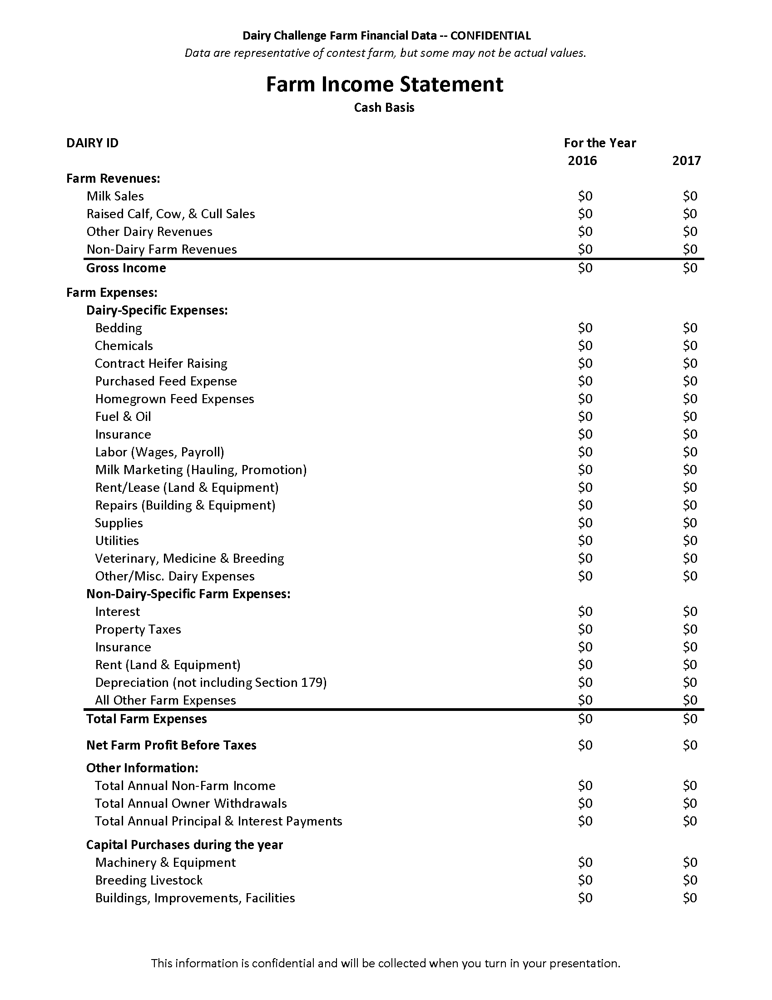 Dairy Challenge Farm Financial Data -- CONFIDENTIAL
Data are representative of contest farm, but some may not be actual values.
Farm Income Statement
Cash Basis
DAIRY ID For the Year
2016 2017
Farm Revenues:
Milk Sales $0 $0
Raised Calf, Cow, & Cull Sales $0 $0
Other Dairy Revenues $0 $0
Non-Dairy Farm Revenues $0 $0
Gross Income $0 $0
Farm Expenses:
Dairy-Specific Expenses:
Bedding $0 $0
Chemicals $0 $0
Contract Heifer Raising $0 $0
Purchased Feed Expense $0 $0
Homegrown Feed Expenses $0 $0
Fuel & Oil $0 $0
Insurance $0 $0
Labor (Wages, Payroll) $0 $0
Milk Marketing (Hauling, Promotion) $0 $0
Rent/Lease (Land & Equipment) $0 $0
Repairs (Building & Equipment) $0 $0
Supplies $0 $0
Utilities $0 $0
Veterinary, Medicine & Breeding $0 $0
Other/Misc. Dairy Expenses $0 $0
Non-Dairy-Specific Farm Expenses:
Interest $0 $0
Property Taxes $0 $0
Insurance $0 $0
Rent (Land & Equipment) $0 $0
Depreciation (not including Section 179) $0 $0
All Other Farm Expenses $0 $0
Total Farm Expenses $0 $0
Net Farm Profit Before Taxes $0 $0
Other Information:
Total Annual Non-Farm Income $0 $0
Total Annual Owner Withdrawals $0 $0
Total Annual Principal & Interest Payments $0 $0
Capital Purchases during the year
Machinery & Equipment $0 $0
Breeding Livestock $0 $0
Buildings, Improvements, Facilities $0 $0
This information is confidential and will be collected when you turn in your presentation.